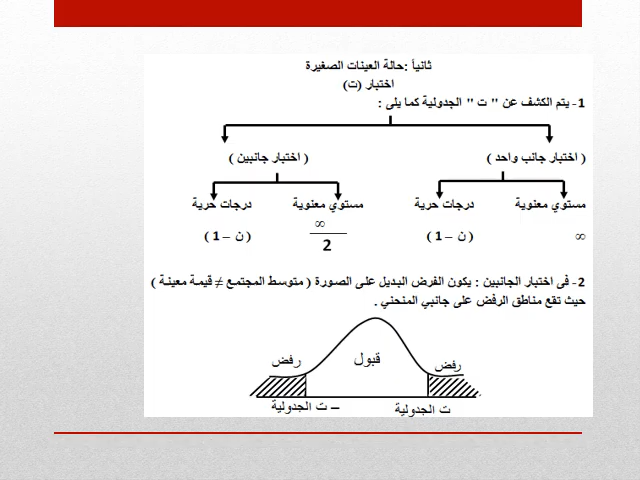 ثانياً :حالة العينات الصغيرة
اختبار (ت)
1- يتم الكشف عن " ت " الجدولية كما يلى :
( اختبار جانب واحد ) ( اختبار جانبين )
مستوي معنوية درجات حرية مستوي معنوية درجات حرية
∞ ( ن – 1 ) ∞ ( ن – 1 )
2
2- فى اختبار الجانبين : يكون الفرض البديل على الصورة ( متوسط المجتمع ≠ قيمة معينة )
حيث تقع مناطق الرفض على جانبي المنحني .
رفض قبول رفض
ت الجدولية – ت الجدولية